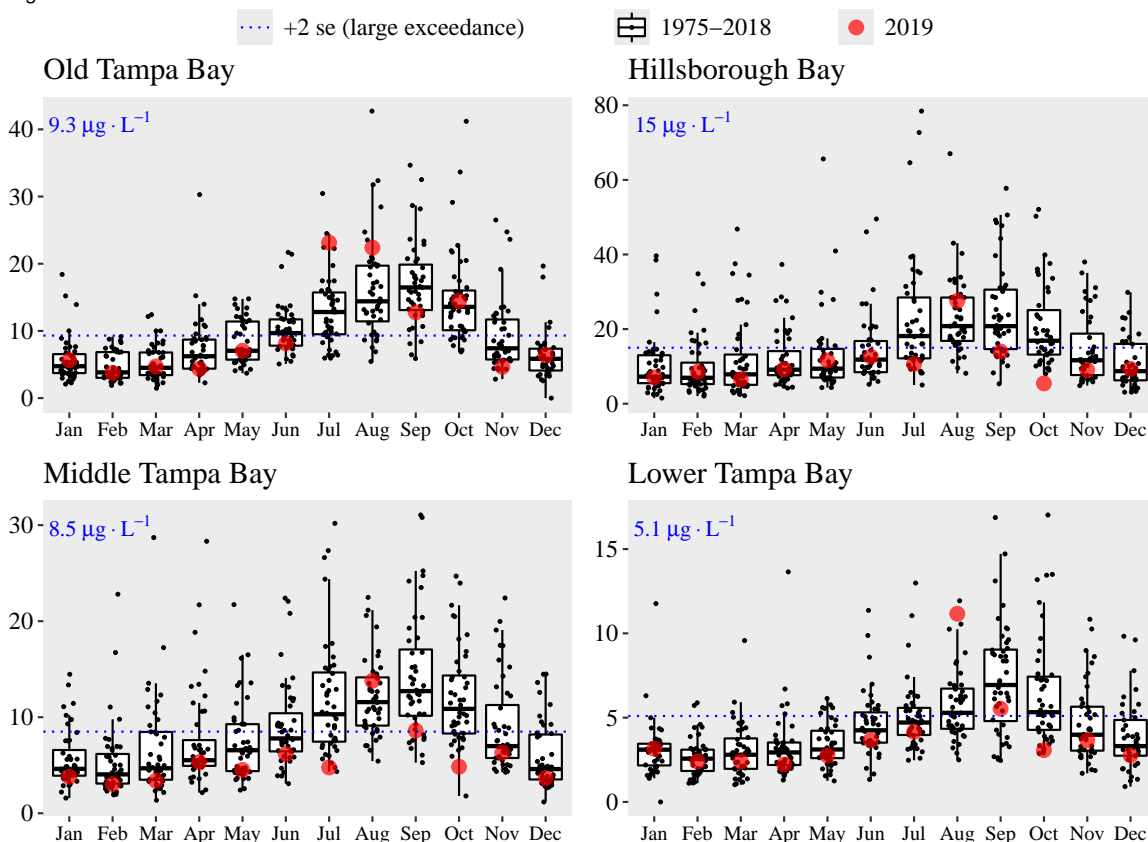 +2 se (large exceedance) 1975–2018 2019
Old Tampa Bay
9.3 μg · L⁻¹
40
30
20
10
0
Jan Feb Mar Apr May Jun Jul Aug Sep Oct Nov Dec
Hillsborough Bay
15 μg · L⁻¹
80
60
40
20
0
Jan Feb Mar Apr May Jun Jul Aug Sep Oct Nov Dec
Middle Tampa Bay
8.5 μg · L⁻¹
30
20
10
0
Jan Feb Mar Apr May Jun Jul Aug Sep Oct Nov Dec
Lower Tampa Bay
5.1 μg · L⁻¹
15
10
5
0
Jan Feb Mar Apr May Jun Jul Aug Sep Oct Nov Dec